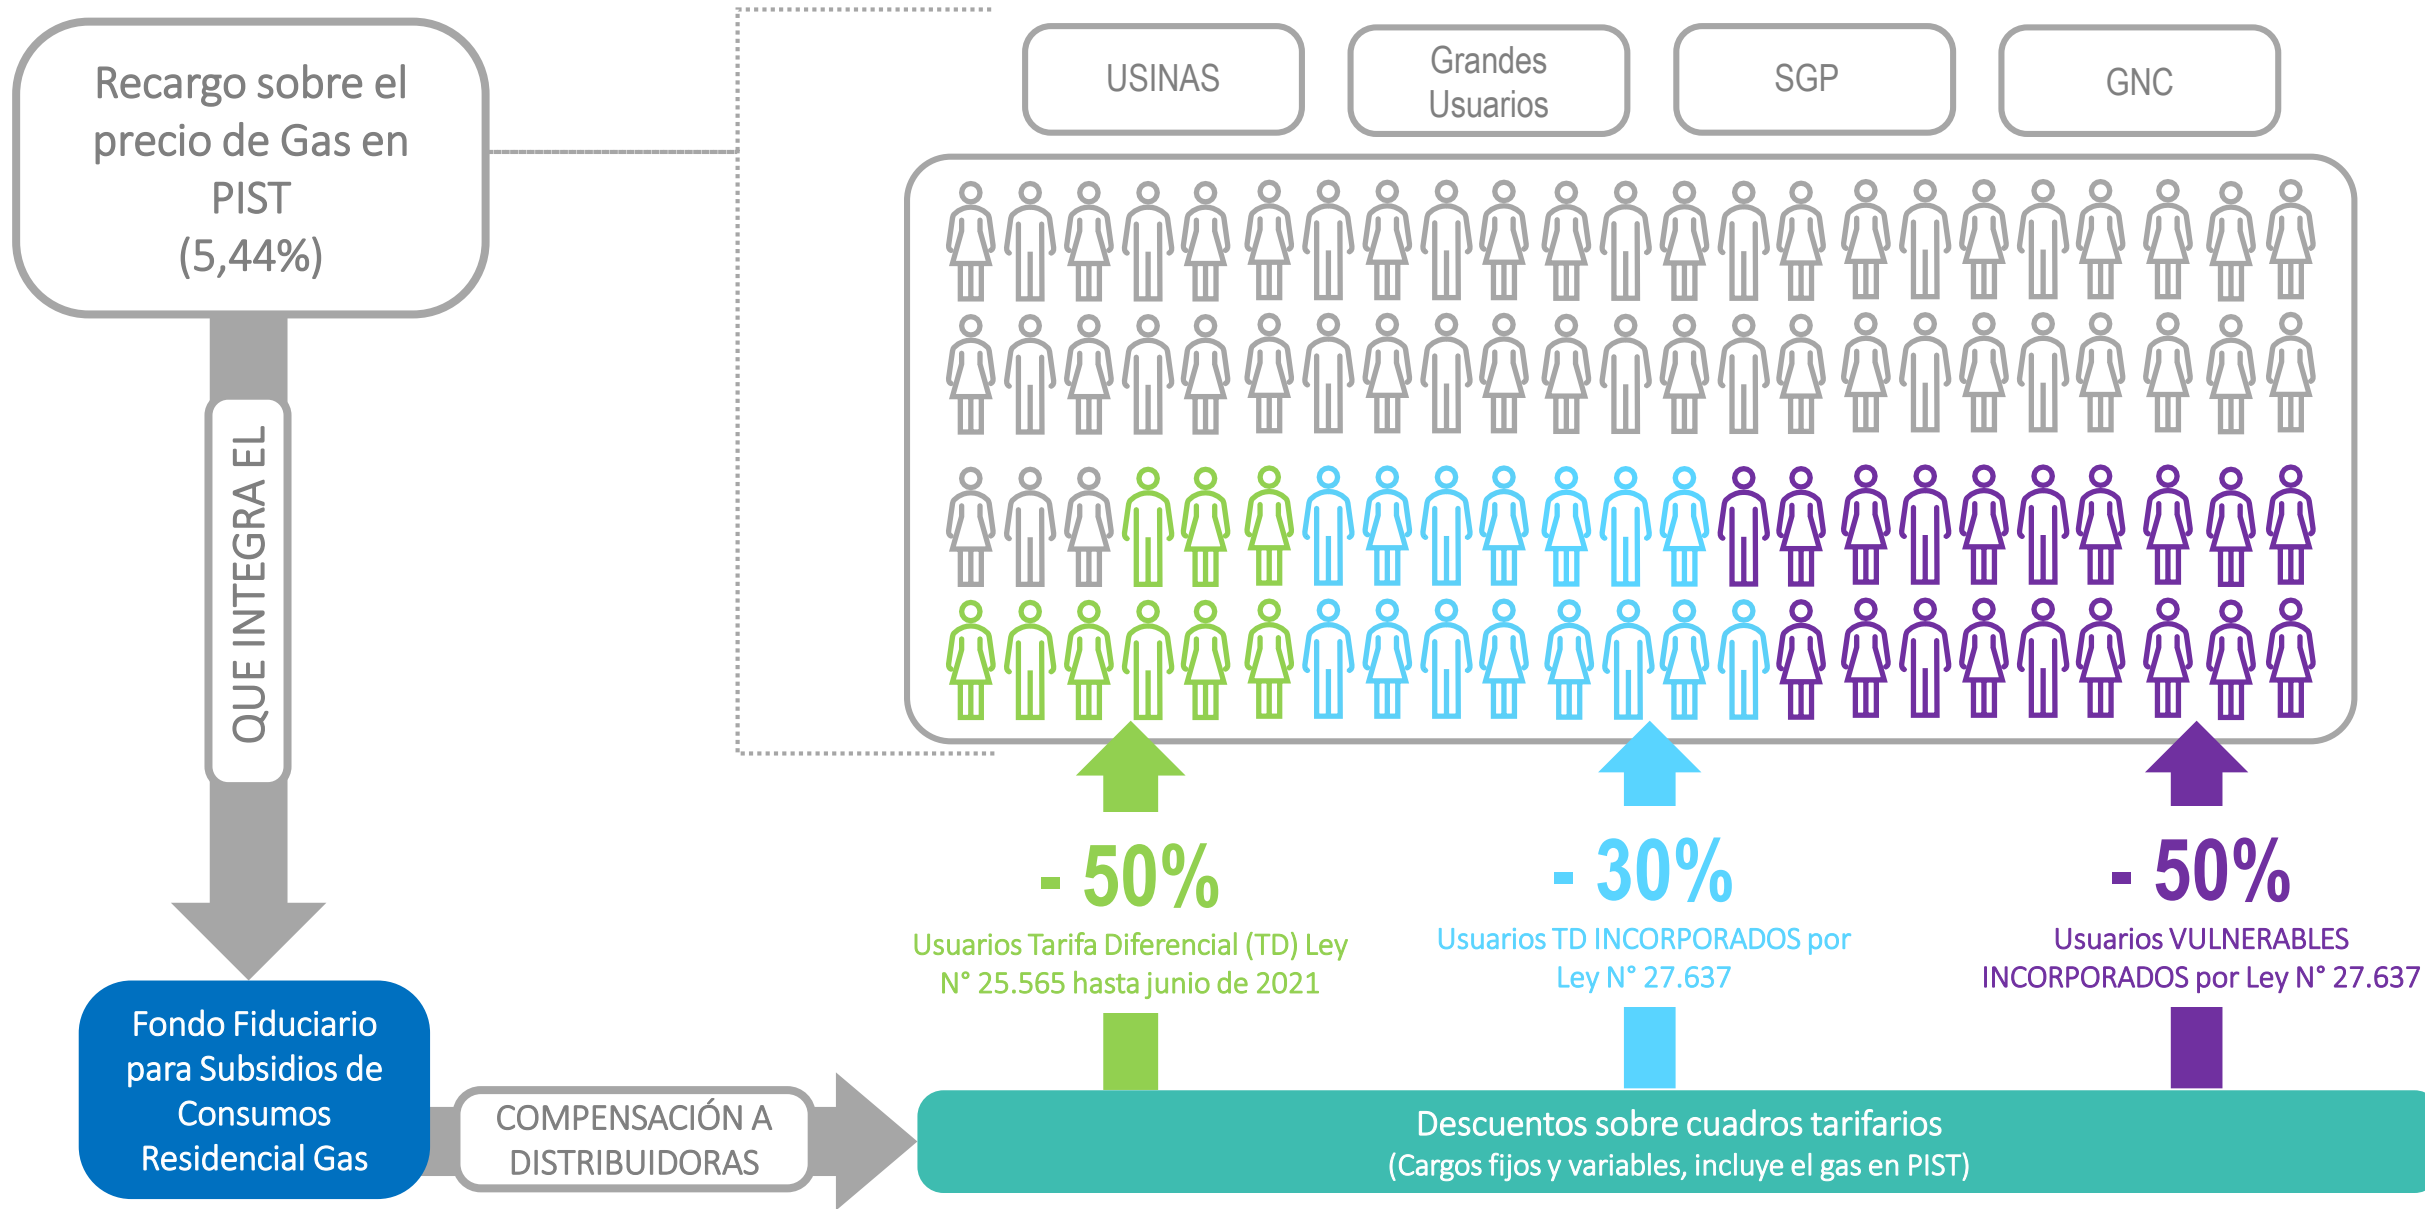 Recargo sobre el
precio de Gas en
PIST
(5,44%)
USINAS
Grandes
Usuarios
SGP
GNC
QUE INTEGRA EL
- 50%
Usuarios Tarifa Diferencial (TD) Ley
N° 25.565 hasta junio de 2021
- 30%
Usuarios TD INCORPORADOS por
Ley N° 27.637
- 50%
Usuarios VULNERABLES
INCORPORADOS por Ley N° 27.637
Fondo Fiduciario
para Subsidios de
Consumos
Residencial Gas
COMPENSACIÓN A
DISTRIBUIDORAS
Descuentos sobre cuadros tarifarios
(Cargos fijos y variables, incluye el gas en PIST)